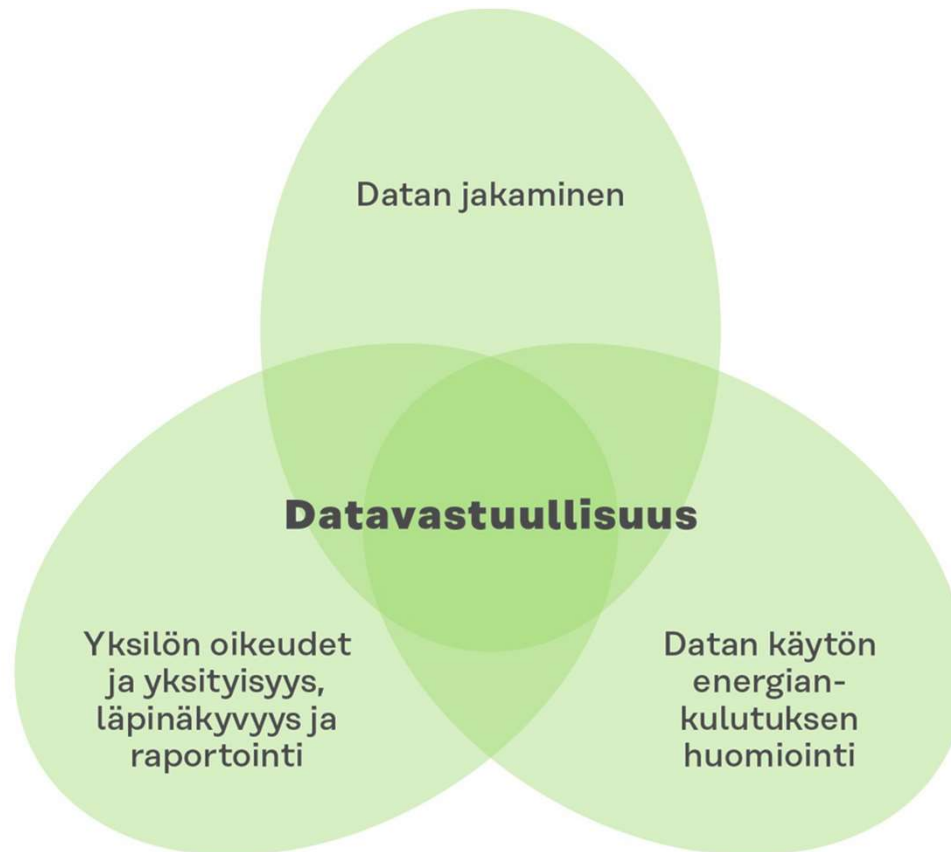 Datan jakaminen
Datavastuullisuus
Yksilön oikeudet
ja yksityisyys,
läpinäkyvyys ja
raportointi
Datan käytön
energian-
kulutuksen
huomiointi